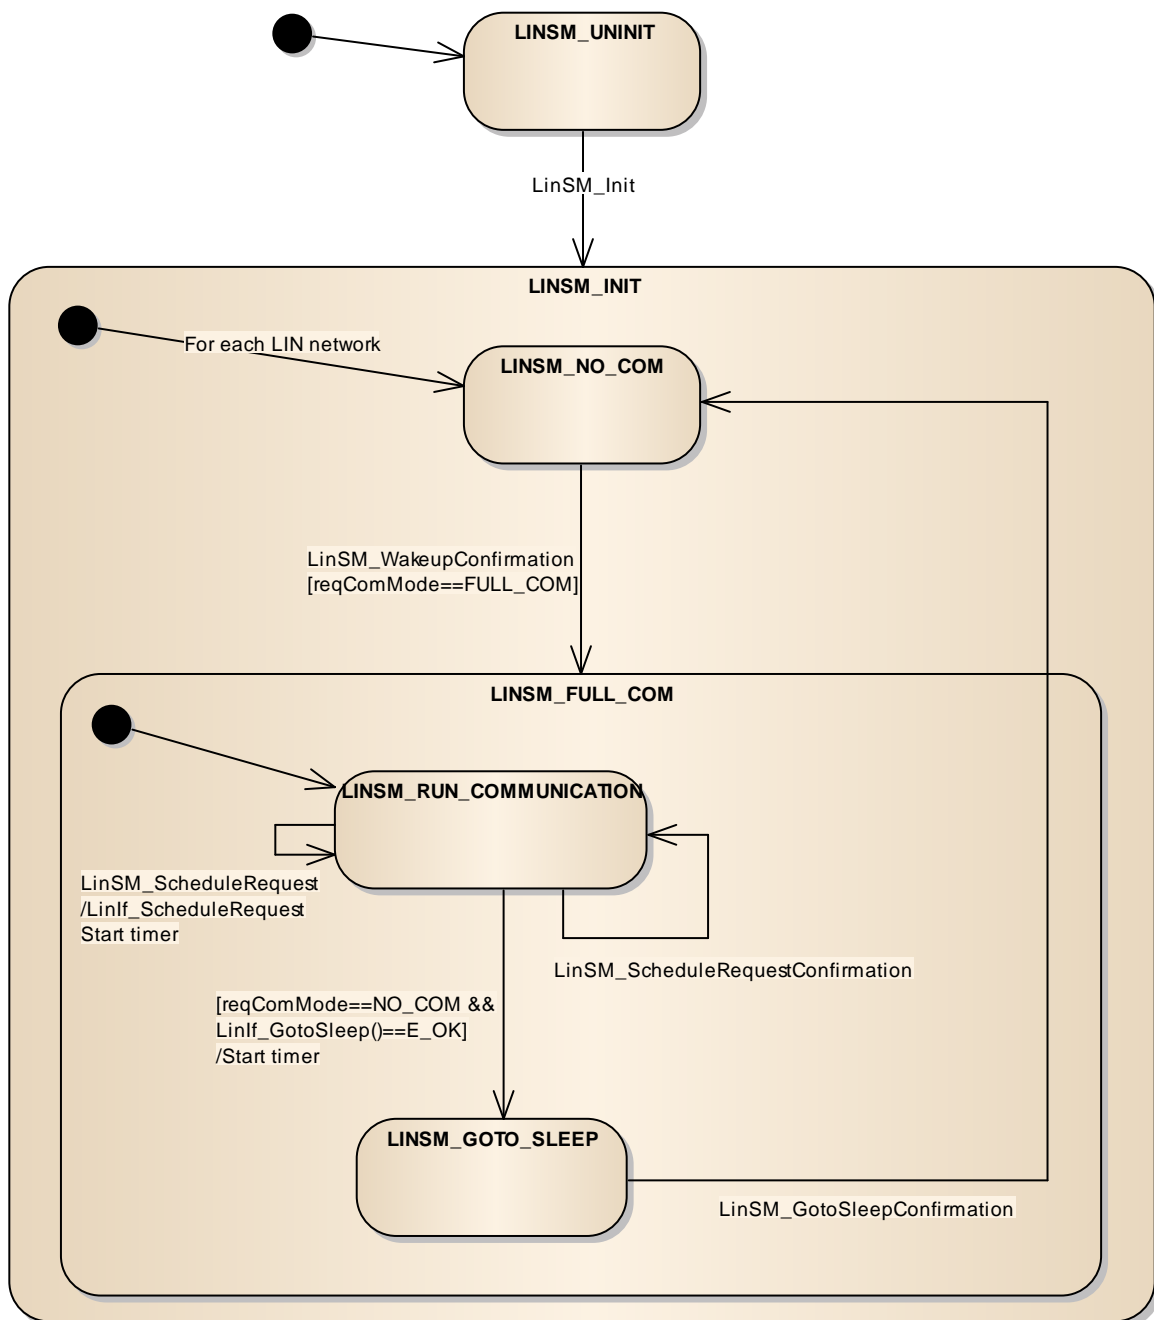 LINSM_UNINIT
LinSM_Init
LINSM_INIT
For each LIN network
LINSM_NO_COM
LinSM_WakeupConfirmation
[reqComMode==FULL_COM]
LINSM_FULL_COM
LINSM_RUN_COMMUNICATION
LinSM_ScheduleRequest
/LinIf_ScheduleRequest
Start timer
LinSM_ScheduleRequestConfirmation
[reqComMode==NO_COM &&
LinIf_GotoSleep()==E_OK]
/Start timer
LINSM_GOTO_SLEEP
LinSM_GotoSleepConfirmation